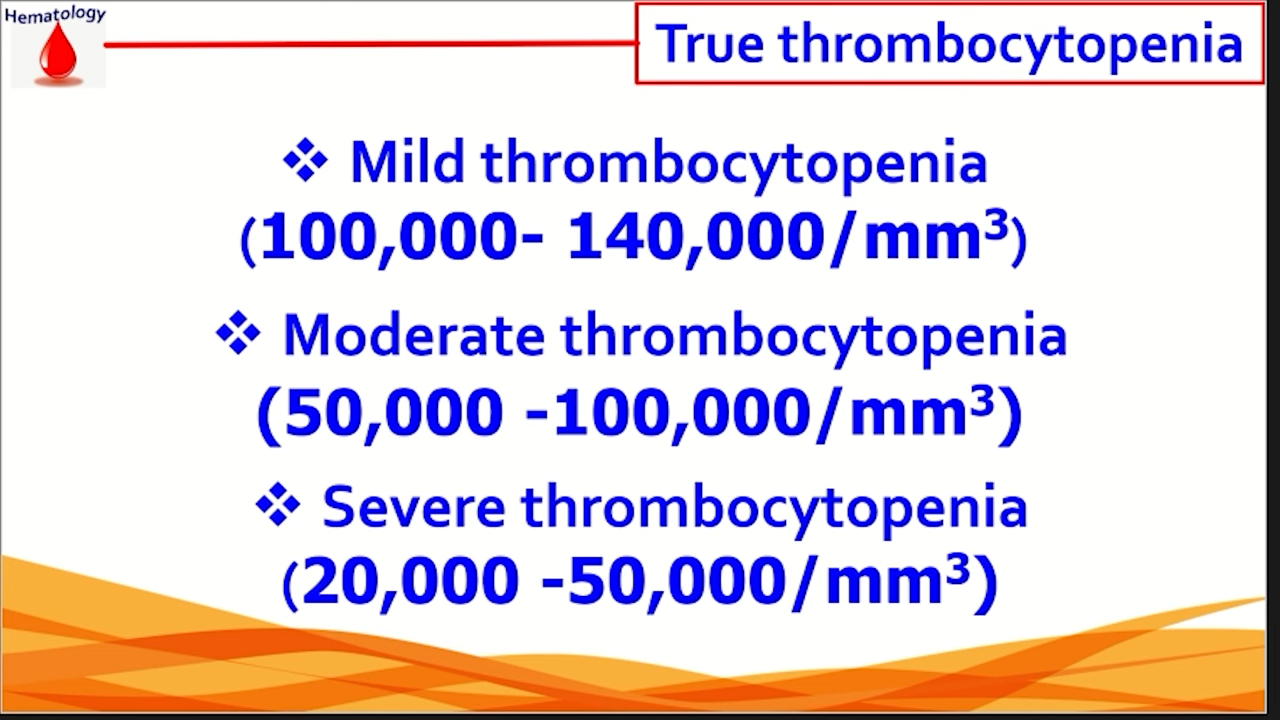 Hematology
True thrombocytopenia
❖ Mild thrombocytopenia
(100,000- 140,000/mm³)
❖ Moderate thrombocytopenia
(50,000 -100,000/mm³)
❖ Severe thrombocytopenia
(20,000 -50,000/mm³)